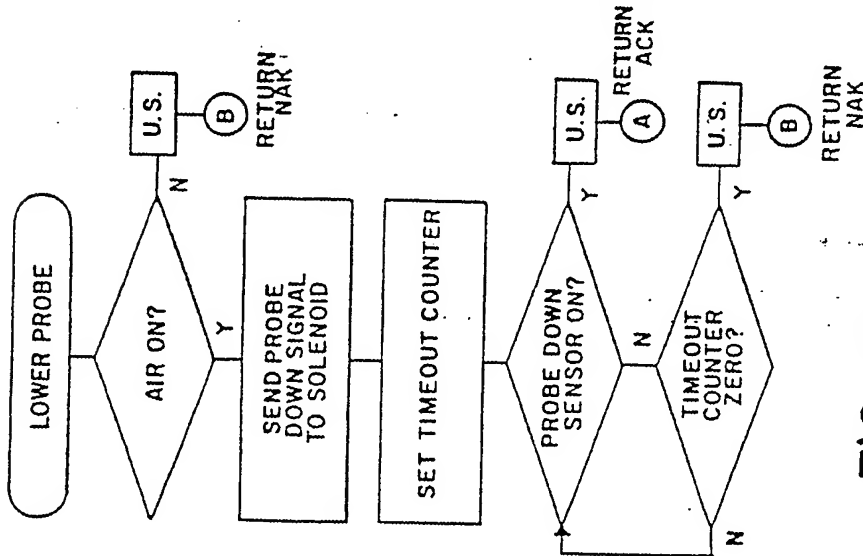 LOWER PROBE
AIR ON?
N
U.S.
B
RETURN
NAK
Y
SEND PROBE
DOWN SIGNAL
TO SOLENOID
SET TIMEOUT COUNTER
PROBE DOWN
SENSOR ON?
Y
U.S.
A
RETURN
ACK
N
TIMEOUT
COUNTER
ZERO?
Y
U.S.
B
RETURN
NAK
N